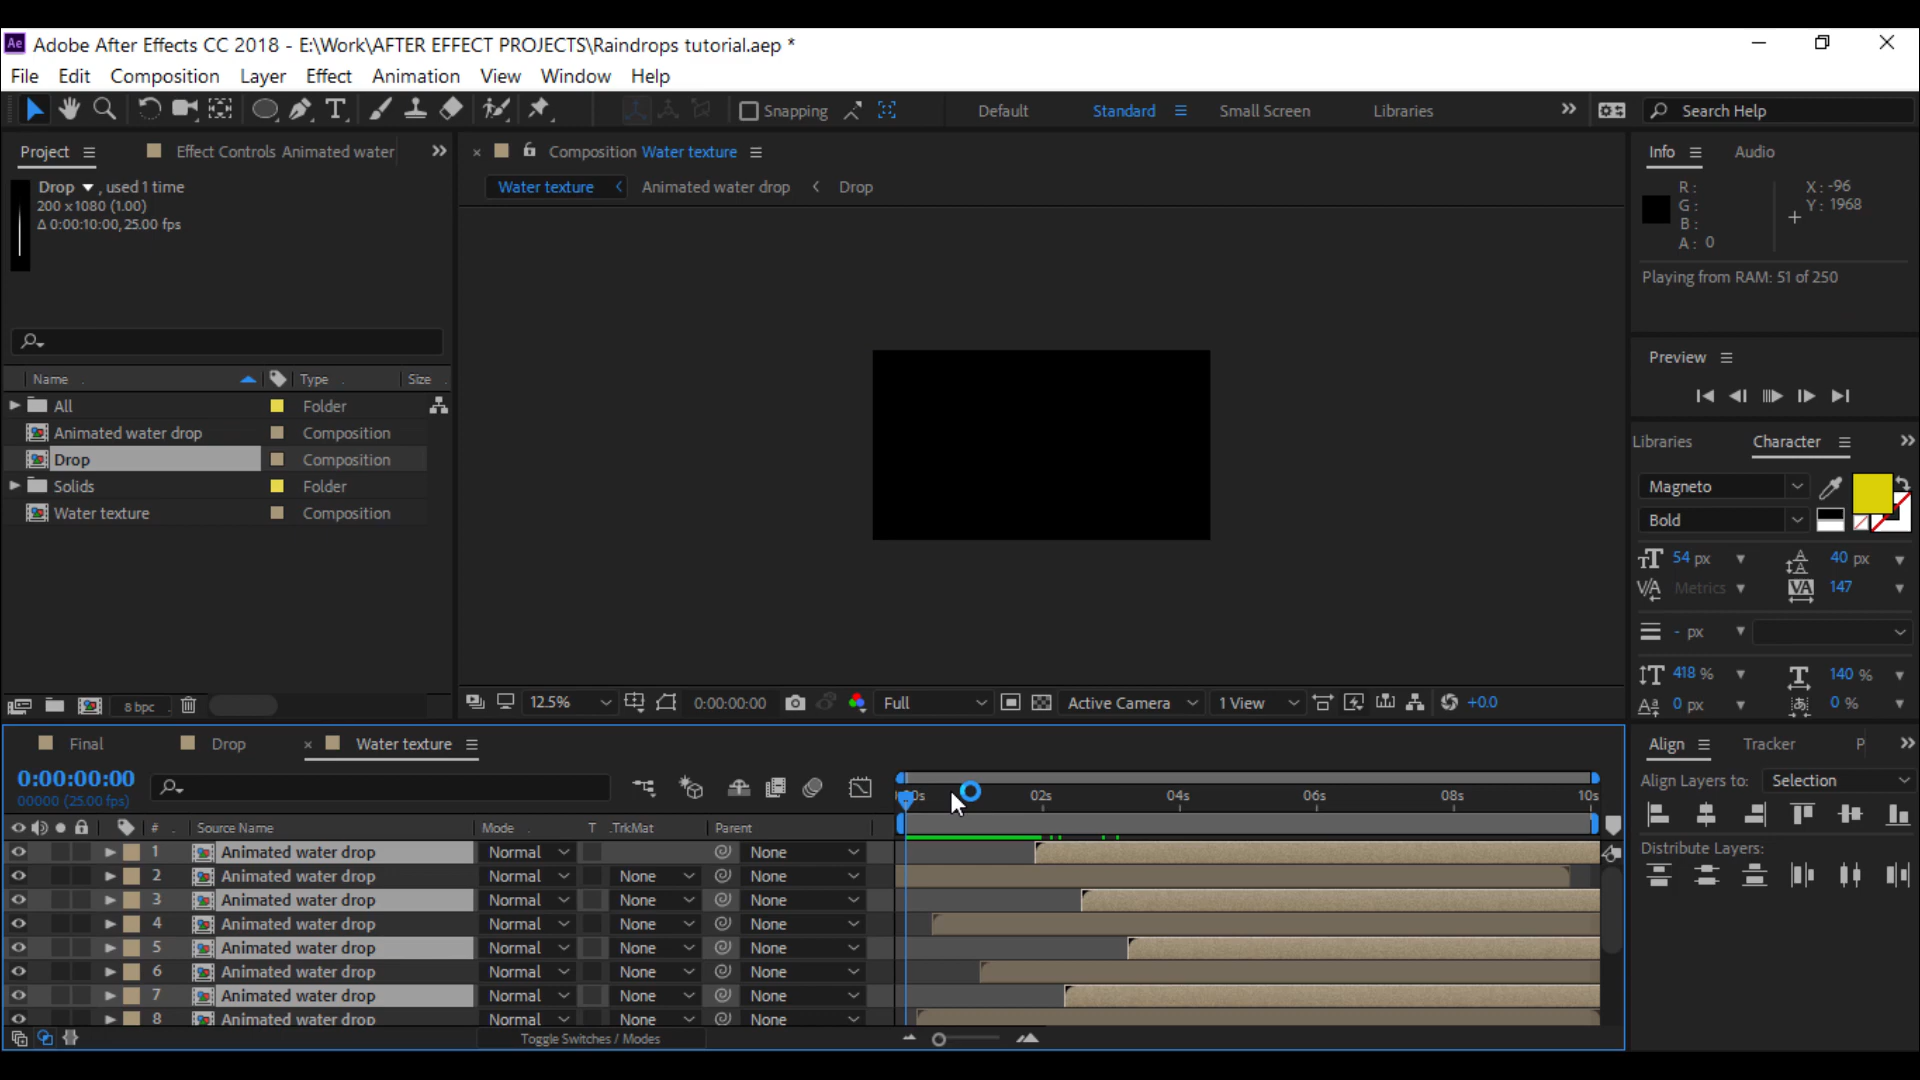 Ae Adobe After Effects CC 2018 - E:\Work\AFTER EFFECT PROJECTS\Raindrops tutorial.aep *
File Edit Composition Layer Effect Animation View Window Help
T Snapping Default Standard Small Screen Libraries Search Help
Project Effect Controls Animated water
Drop , used 1 time
200 x 1080 (1.00)
Δ 0:00:10:00, 25.00 fps
Name Type Size
All Folder
Animated water drop Composition
Drop Composition
Solids Folder
Water texture Composition
8 bpc
Composition Water texture
Water texture Animated water drop Drop
12.5% 0:00:00:00 Full Active Camera 1 View +0.0
Info Audio
R : X : -96
G : Y : 1968
B :
A : 0
Playing from RAM: 51 of 250
Preview
Libraries Character
Magneto
Bold
54 px 40 px
Metrics 147
- px
418 % 140 %
0 px 0 %
Final Drop Water texture
0:00:00:00
00000 (25.00 fps)
00s 02s 04s 06s 08s 10s
# Source Name Mode T .TrkMat Parent
1 Animated water drop Normal None
2 Animated water drop Normal None None
3 Animated water drop Normal None None
4 Animated water drop Normal None None
5 Animated water drop Normal None None
6 Animated water drop Normal None None
7 Animated water drop Normal None None
8 Animated water drop Normal None None
Toggle Switches / Modes
Align Tracker P
Align Layers to: Selection
Distribute Layers: